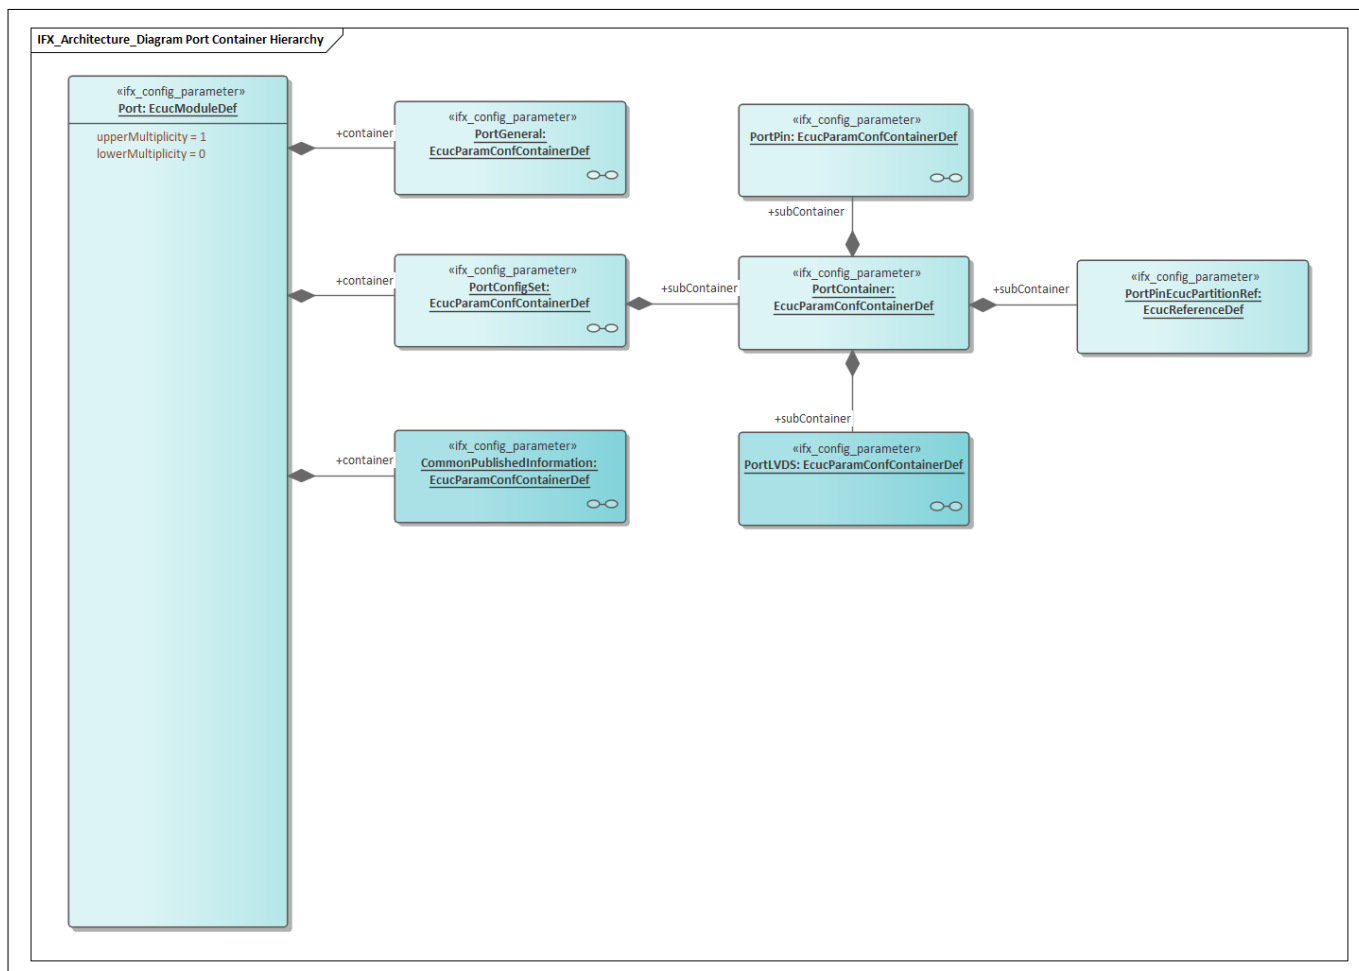 IFX_Architecture_Diagram Port Container Hierarchy
«ifx_config_parameter»
Port: EcucModuleDef
upperMultiplicity = 1
lowerMultiplicity = 0
+container
«ifx_config_parameter»
PortGeneral:
EcucParamConfContainerDef
«ifx_config_parameter»
PortPin: EcucParamConfContainerDef
+subContainer
+container
«ifx_config_parameter»
PortConfigSet:
EcucParamConfContainerDef
+subContainer
«ifx_config_parameter»
PortContainer:
EcucParamConfContainerDef
+subContainer
«ifx_config_parameter»
PortPinEcucPartitionRef:
EcucReferenceDef
+subContainer
+container
«ifx_config_parameter»
CommonPublishedInformation:
EcucParamConfContainerDef
«ifx_config_parameter»
PortLVDS: EcucParamConfContainerDef